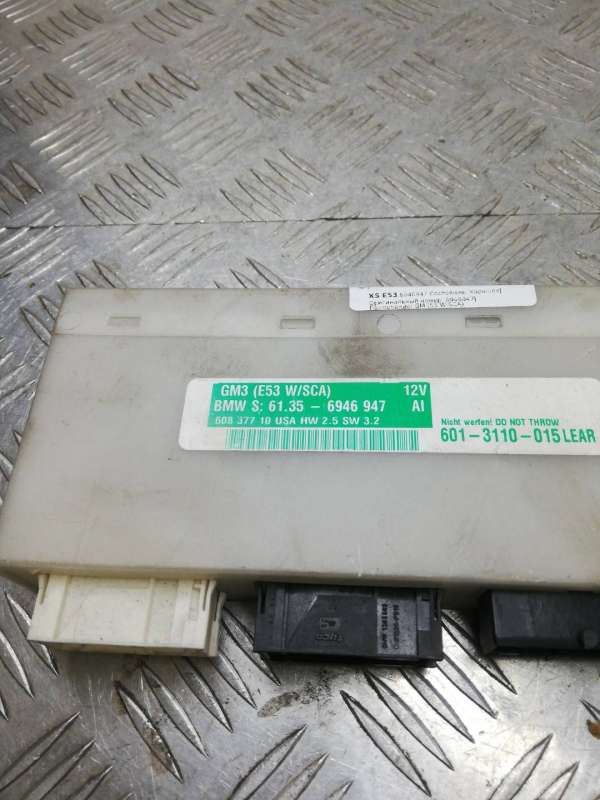 X5 E53
GM3 (E53 W/SCA) 12V
BMW S: 61.35 - 6946 947 AI
608 377 10 USA HW 2.5 SW 3.2
Nicht werfen! DO NOT THROW
601-3110-015 LEAR